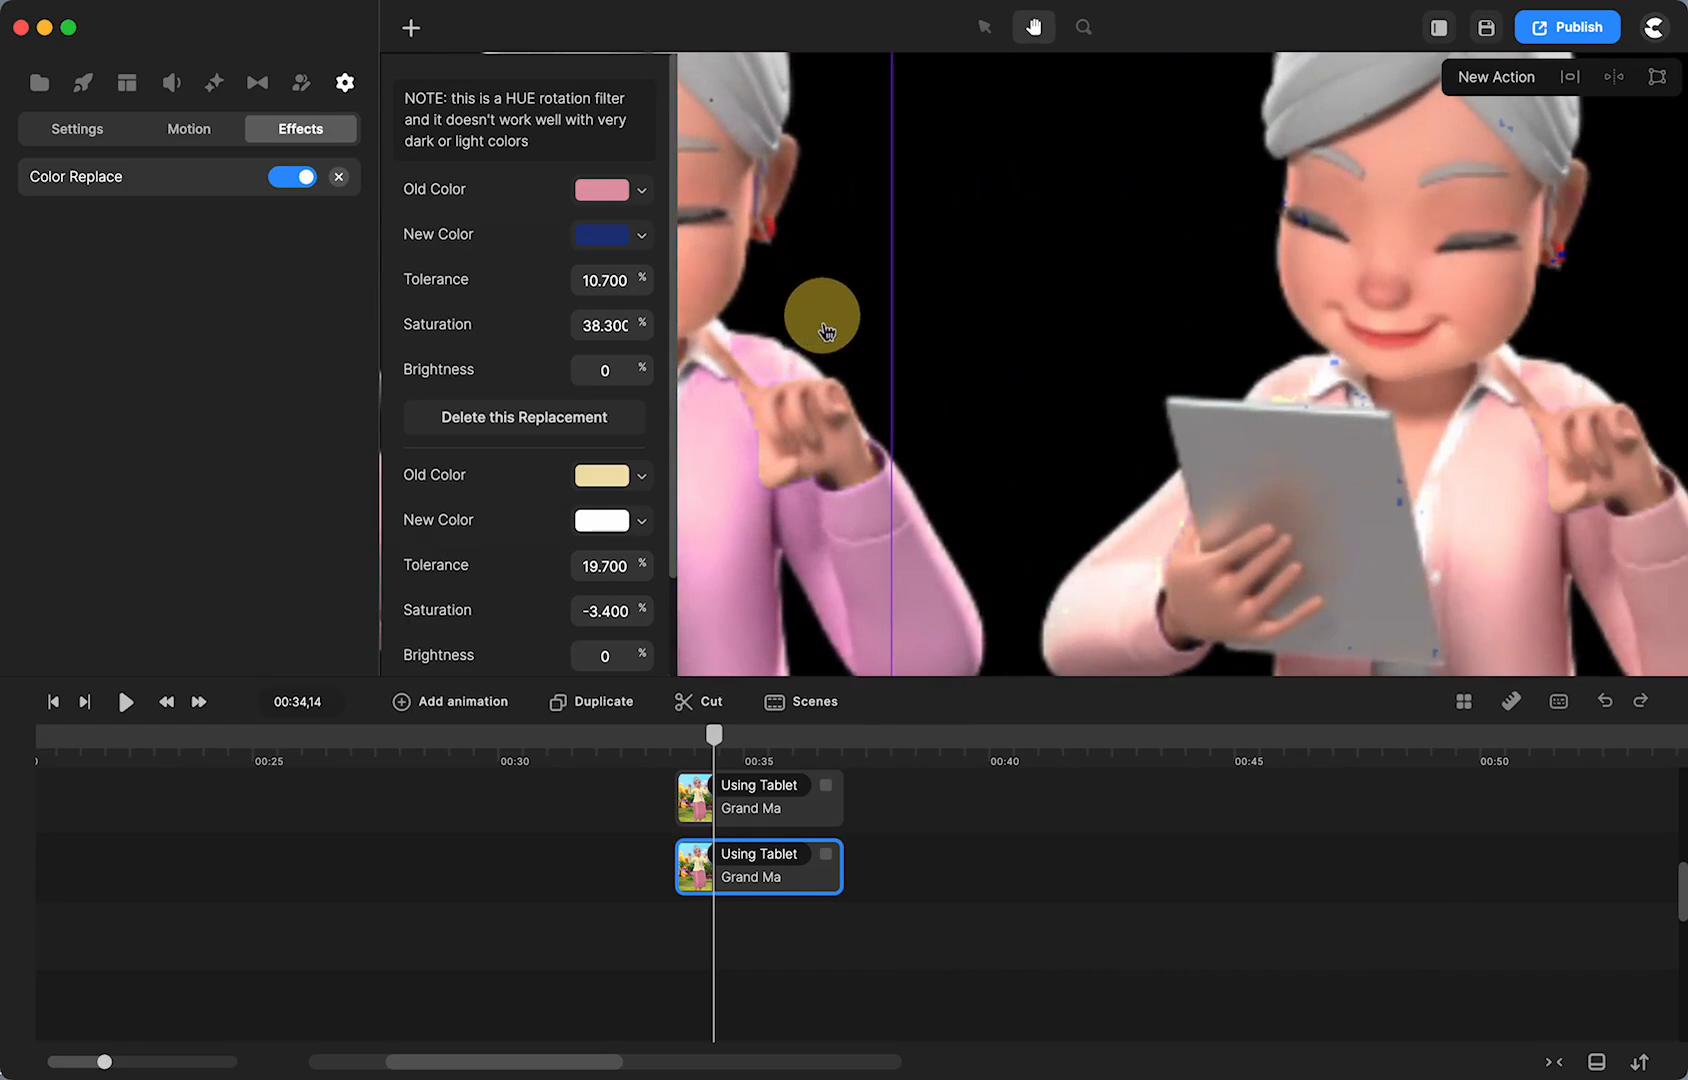 Publish
New Action
Settings
Motion
Effects
Color Replace
NOTE: this is a HUE rotation filter
and it doesn't work well with very
dark or light colors
Old Color
New Color
Tolerance
10.700 %
Saturation
38.300 %
Brightness
0 %
Delete this Replacement
Old Color
New Color
Tolerance
19.700 %
Saturation
-3.400 %
Brightness
0 %
00:34,14
Add animation
Duplicate
Cut
Scenes
00:25
00:30
00:35
00:40
00:45
00:50
Using Tablet
Grand Ma
Using Tablet
Grand Ma